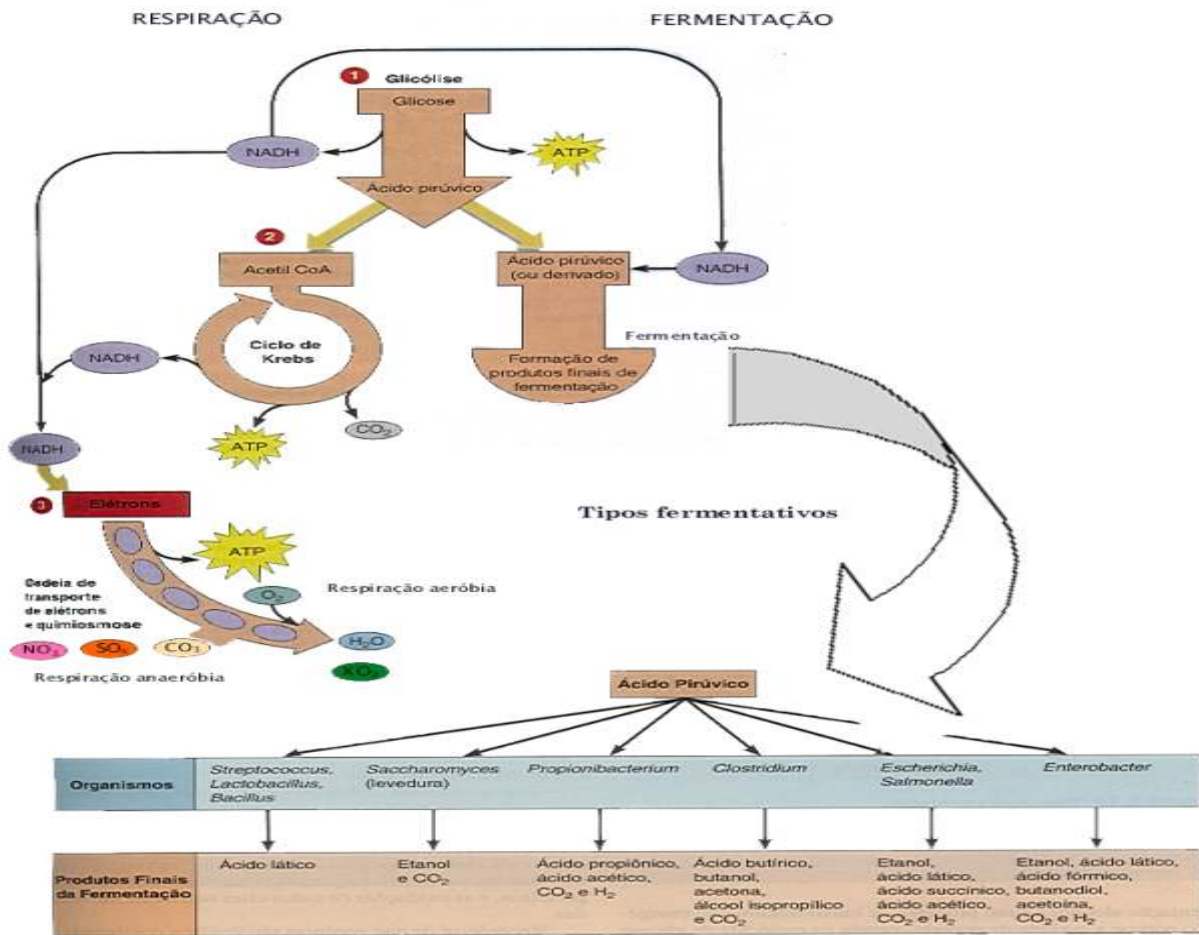 RESPIRAÇÃO
FERMENTAÇÃO
1
Glicólise
Glicose
NADH
ATP
Ácido pirúvico
2
Acetil CoA
Ácido pirúvico
(ou derivado)
NADH
Ciclo de
Krebs
NADH
Fermentação
Formação de
produtos finais de
fermentação
ATP
CO₂
NADH
3
Elétrons
Tipos fermentativos
ATP
Cadeia de
transporte
de elétrons
e quimiosmose
O₂
Respiração aeróbia
NO₃
SO₄
CO₃
H₂O
Respiração anaeróbia
Ácido Pirúvico
Organismos
Streptococcus,
Lactobacillus,
Bacillus
Saccharomyces
(levedura)
Propionibacterium
Clostridium
Escherichia,
Salmonella
Enterobacter
Produtos Finais
da Fermentação
Ácido lático
Etanol
e CO₂
Ácido propiônico,
ácido acético,
CO₂ e H₂
Ácido butírico,
butanol,
acetona,
álcool isopropílico
e CO₂
Etanol,
ácido lático,
ácido succínico,
ácido acético,
CO₂ e H₂
Etanol, ácido lático,
ácido fórmico,
butanodiol,
acetoína,
CO₂ e H₂